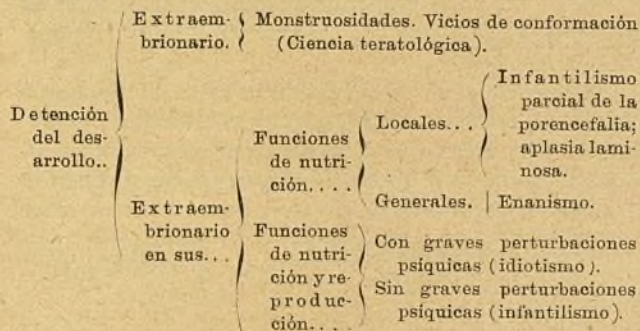 Detención
del des-
arrollo..
Extraem-
brionario.
Monstruosidades. Vicios de conformación
(Ciencia teratológica).
Extraem-
brionario
en sus...
Funciones
de nutri-
ción....
Locales...
Infantilismo
parcial de la
porencefalia;
aplasia lami-
nosa.
Generales. | Enanismo.
Funciones
de nutri-
ción y re-
produc-
ción....
Con graves perturbaciones
psíquicas (idiotismo).
Sin graves perturbaciones
psíquicas (infantilismo).